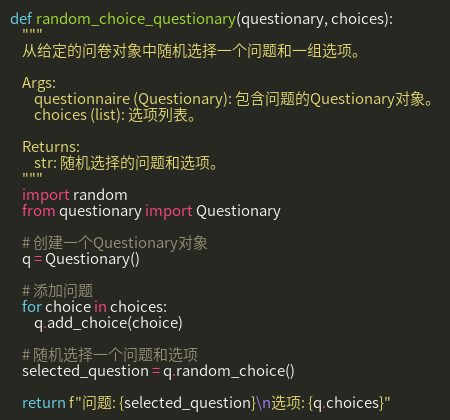 def random_choice_questionary(questionary, choices):
    """
    从给定的问卷对象中随机选择一个问题和一组选项。

    Args:
        questionnaire (Questionary): 包含问题的Questionary对象。
        choices (list): 选项列表。

    Returns:
        str: 随机选择的问题和选项。
    """
    import random
    from questionary import Questionary

    # 创建一个Questionary对象
    q = Questionary()

    # 添加问题
    for choice in choices:
        q.add_choice(choice)

    # 随机选择一个问题和选项
    selected_question = q.random_choice()

    return f"问题: {selected_question}\n选项: {q.choices}"